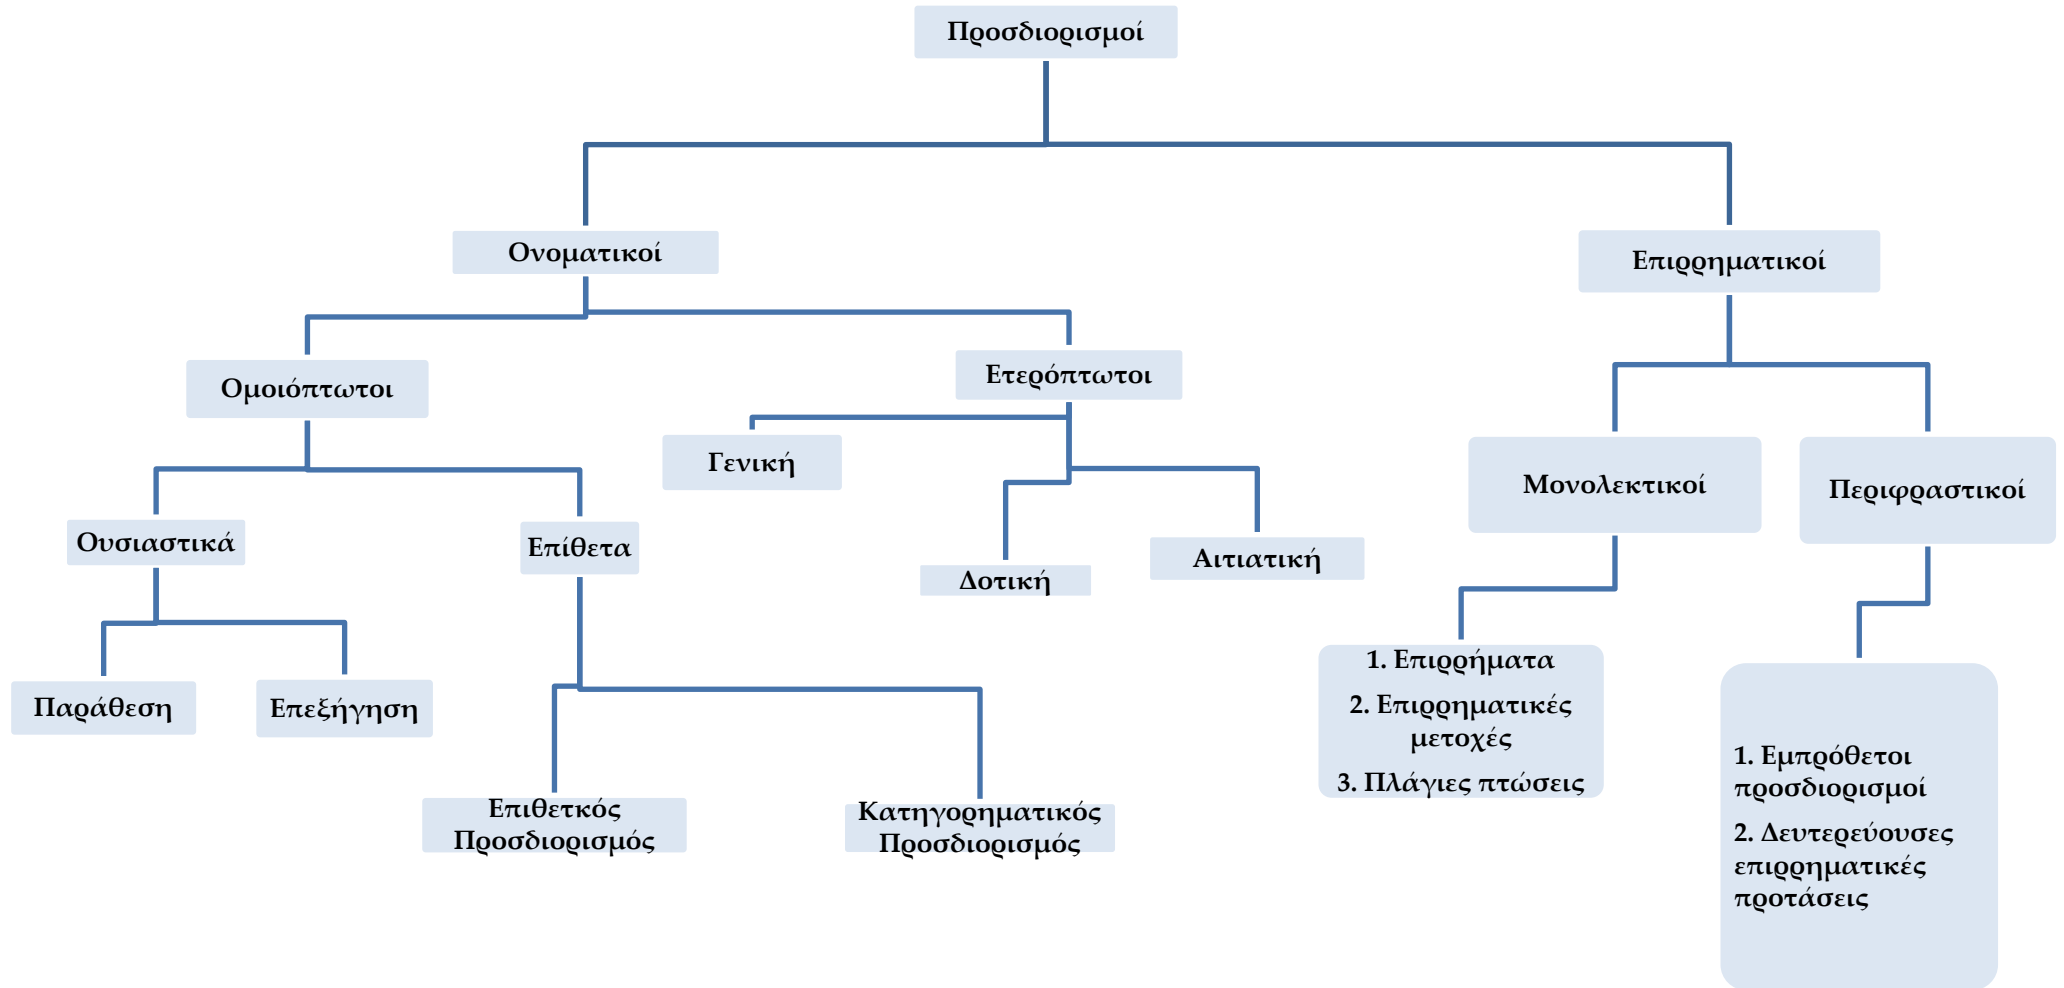 Προσδιορισμοί
Ονοματικοί
Επιρρηματικοί
Ομοιόπτωτοι
Ετερόπτωτοι
Γενική
Μονολεκτικοί
Περιφραστικοί
Ουσιαστικά
Επίθετα
Δοτική
Αιτιατική
Παράθεση
Επεξήγηση
1. Επιρρήματα
2. Επιρρηματικές
μετοχές
3. Πλάγιες πτώσεις
Επιθετκός
Προσδιορισμός
Κατηγορηματικός
Προσδιορισμός
1. Εμπρόθετοι
προσδιορισμοί
2. Δευτερεύουσες
επιρρηματικές
προτάσεις